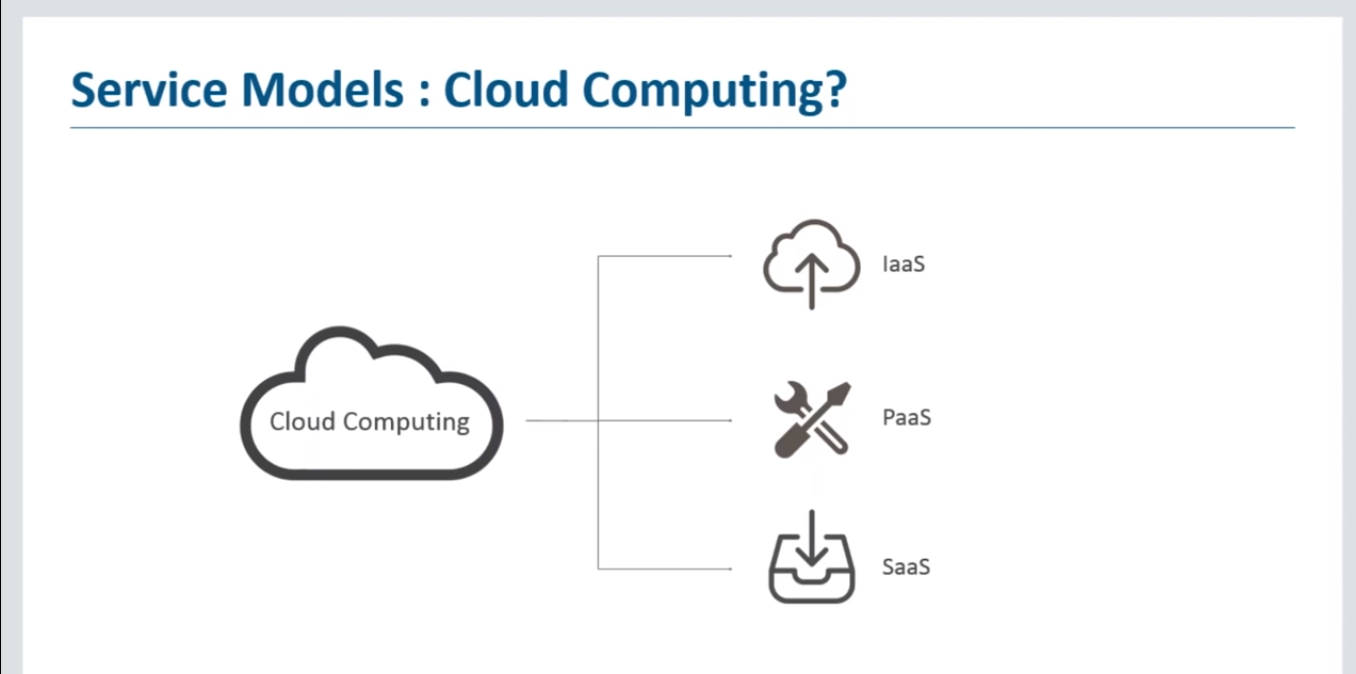 Service Models : Cloud Computing?
IaaS
Cloud Computing
PaaS
SaaS